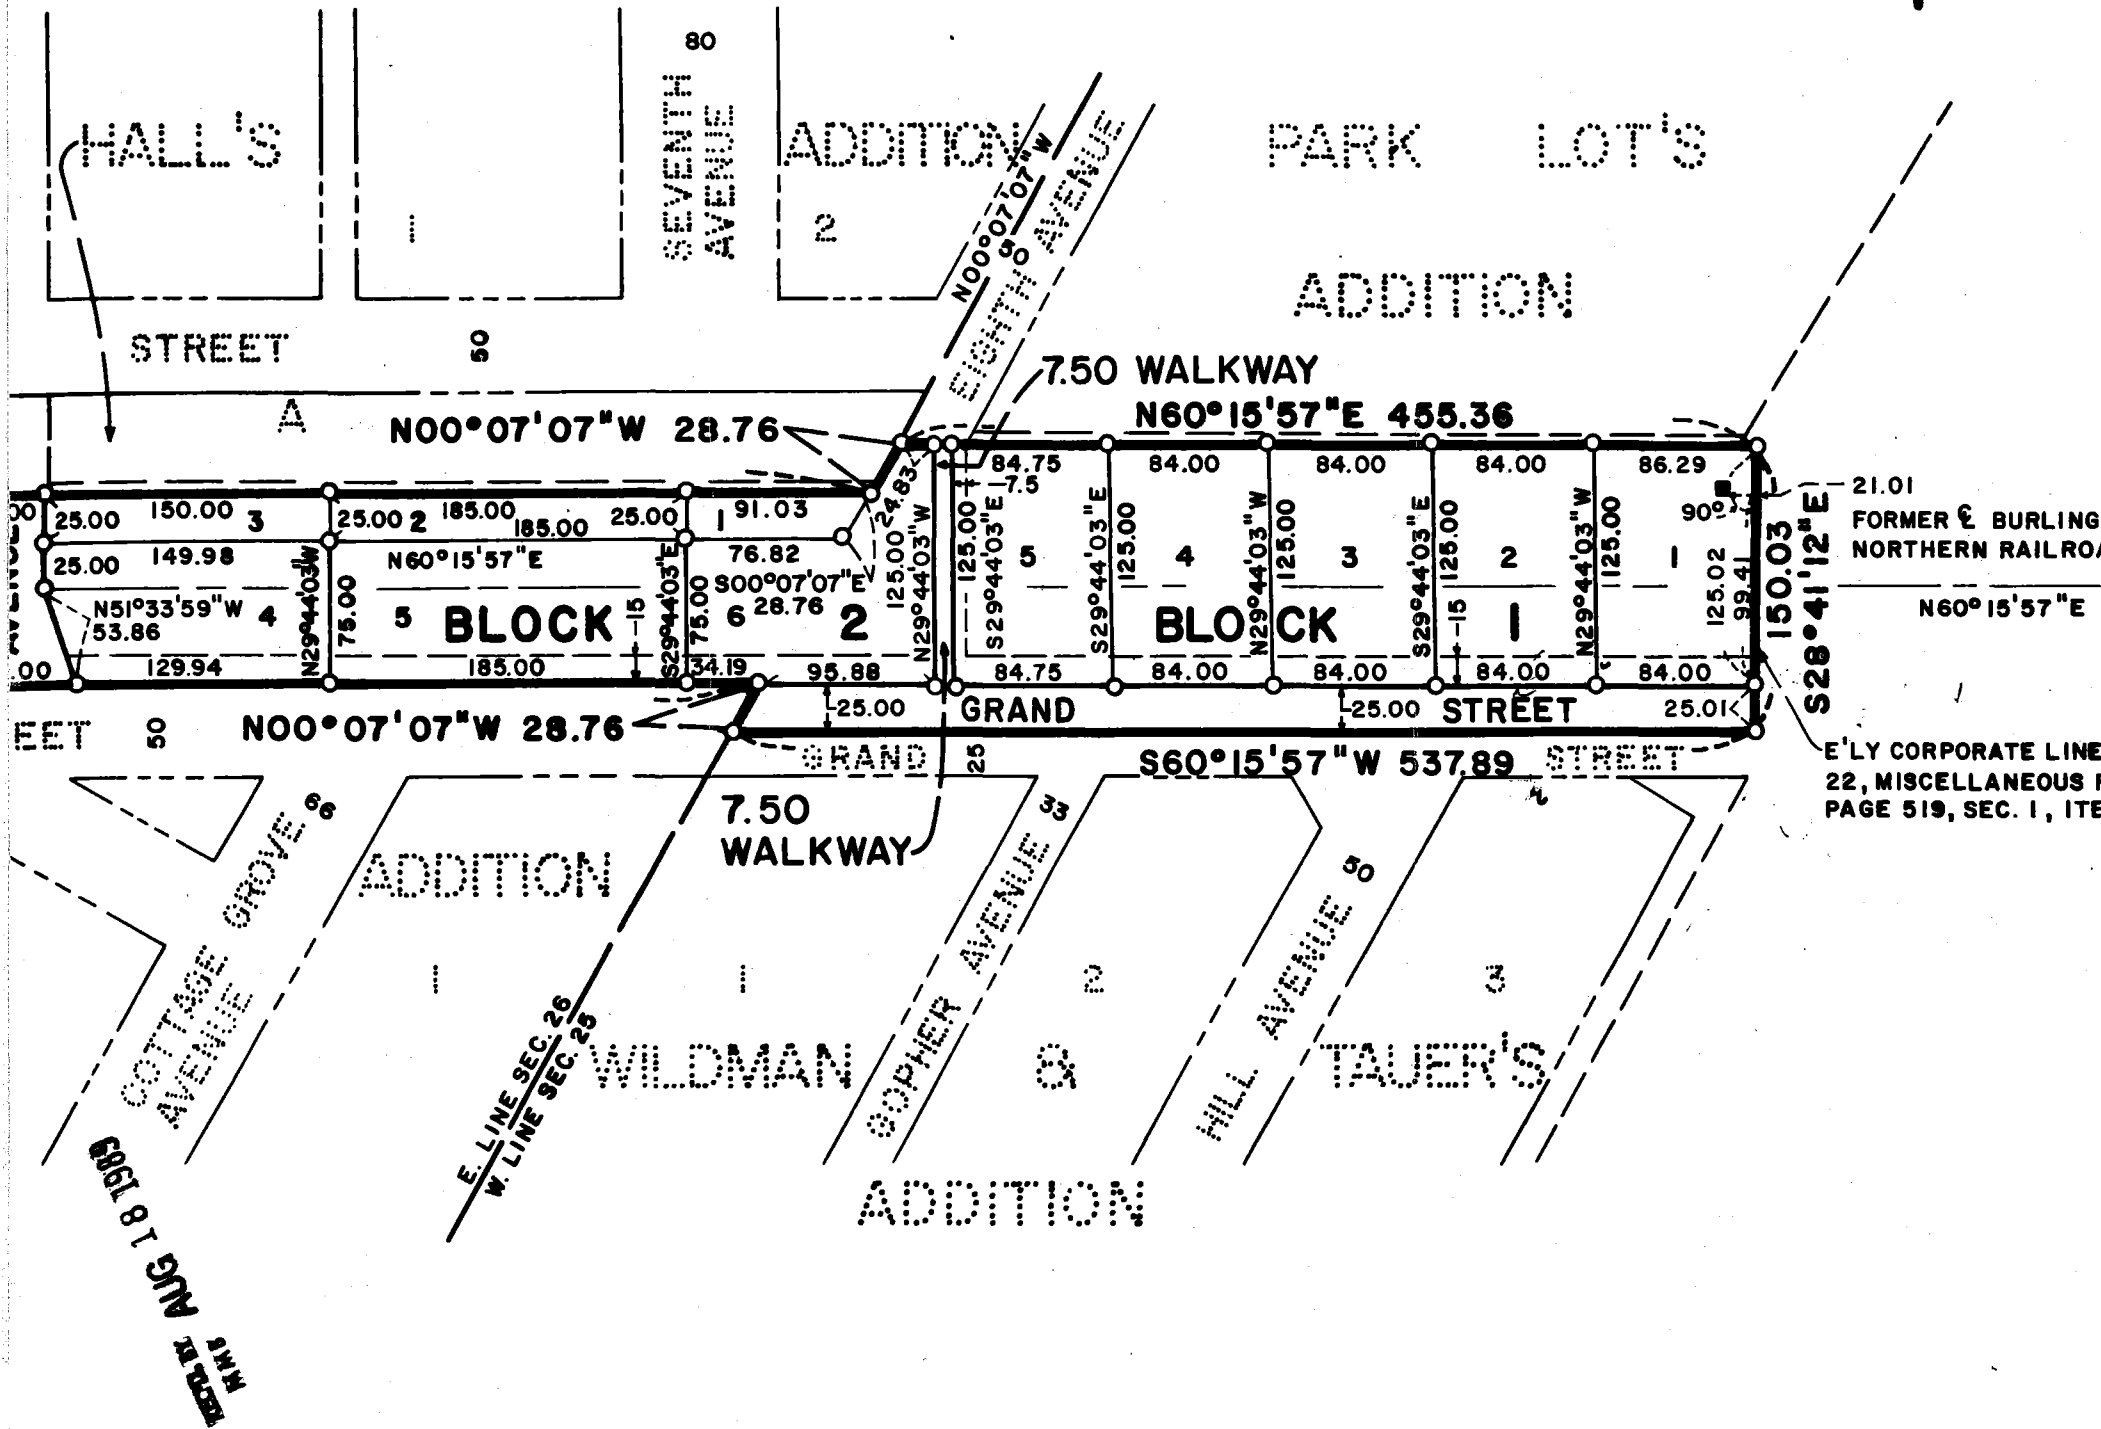 80
HALL'S
SEVENTH
AVENUE
ADDITION
PARK LOT'S
1
2
N00°07'07"W
50
EIGHTH AVENUE
ADDITION
STREET
50
7.50 WALKWAY
A
N00°07'07"W 28.76
N60°15'57"E 455.36
84.75
84.00
84.00
84.00
86.29
24.83
7.5
21.01
FORMER ℄ BURLING
NORTHERN RAILROA
90°
25.00
150.00
3
25.00
2
185.00
185.00
25.00
1
91.03
149.98
N60°15'57"E
76.82
25.00
S00°07'07"E
28.76
N51°33'59"W
53.86
4
N29°44'03"W
75.00
5
BLOCK
15
S29°44'03"E
75.00
6
2
125.00
N29°44'03"W
125.00
S29°44'03"E
5
S29°44'03"E
125.00
4
N29°44'03"W
125.00
3
S29°44'03"E
125.00
2
N29°44'03"W
125.00
1
BLOCK
15
1
125.02
99.41
150.03
S28°41'12"E
N60°15'57"E
.00
129.94
185.00
34.19
95.88
84.75
84.00
84.00
84.00
84.00
EET
50
N00°07'07"W 28.76
25.00
GRAND
25.00
STREET
25.01
GRAND
25
S60°15'57"W 537.89
STREET
E'LY CORPORATE LINE
22, MISCELLANEOUS
PAGE 519, SEC. 1, ITE
7.50
WALKWAY
COTTAGE GROVE
AVENUE
66
ADDITION
GOPHER AVENUE
33
HILL AVENUE
50
1
1
2
3
E. LINE SEC. 26
W. LINE SEC. 25
WILDMAN & TAUER'S
ADDITION
AUG 18 1989